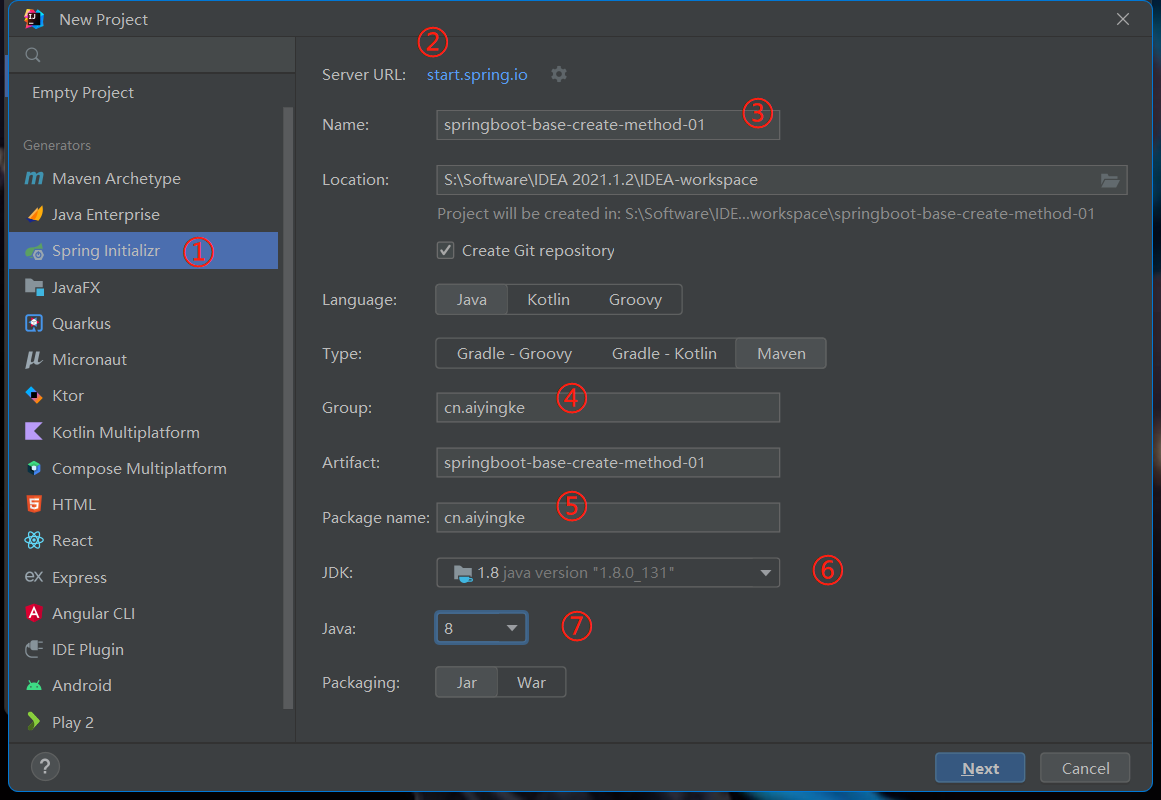 New Project
②
Server URL: start.spring.io
Empty Project
③
Name: springboot-base-create-method-01
Generators
Maven Archetype
Java Enterprise
Spring Initializr ①
JavaFX
Quarkus
Micronaut
Ktor
Kotlin Multiplatform
Compose Multiplatform
HTML
React
ex Express
Angular CLI
IDE Plugin
Android
Play 2
Location: S:\Software\IDEA 2021.1.2\IDEA-workspace
Project will be created in: S:\Software\IDE...workspace\springboot-base-create-method-01
Create Git repository
Language: Java Kotlin Groovy
Type: Gradle - Groovy Gradle - Kotlin Maven
④
Group: cn.aiyingke
Artifact: springboot-base-create-method-01
⑤
Package name: cn.aiyingke
JDK: 1.8 java version "1.8.0_131" ⑥
Java: 8 ⑦
Packaging: Jar War
?
Next Cancel